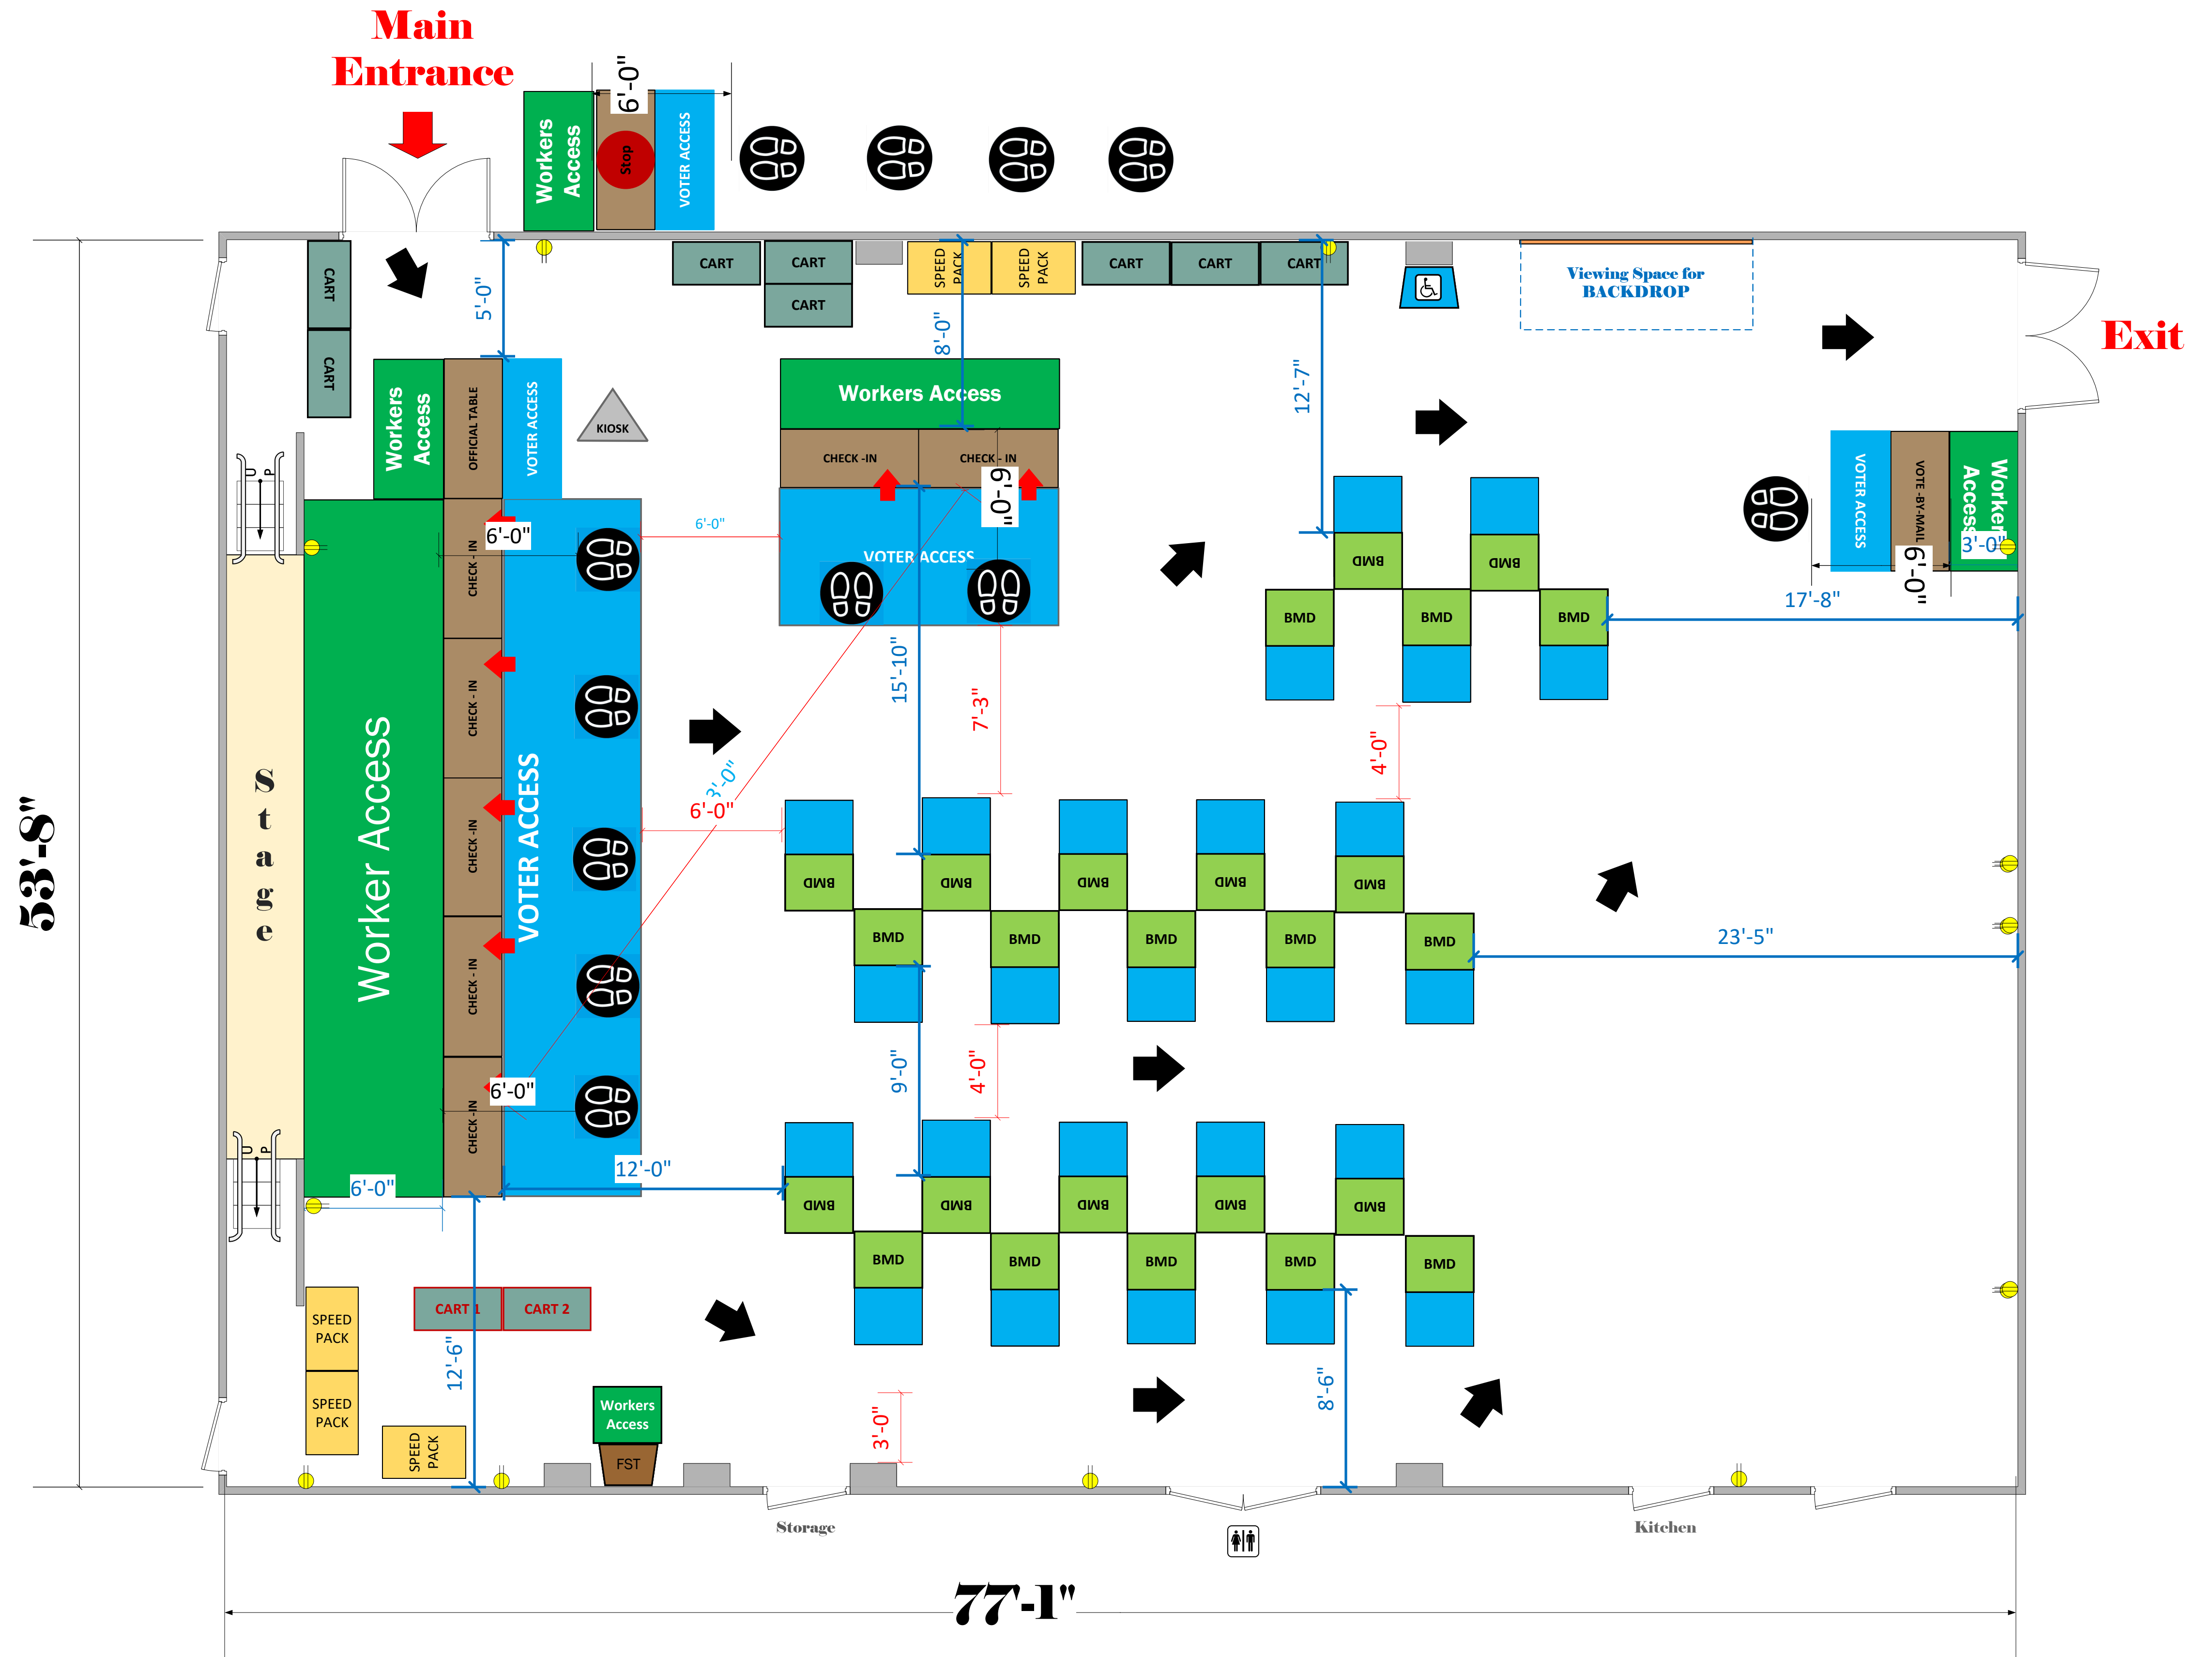 Main
Entrance
6'-0"
Workers
Access
Stop
VOTER ACCESS
CART
CART
5'-0"
CART
CART
CART
SPEED
PACK
SPEED
PACK
CART
CART
CART
8'-0"
12'-7"
Viewing Space for
BACKDROP
Exit
Workers
Access
OFFICIAL TABLE
VOTER ACCESS
KIOSK
Workers Access
CHECK -IN
CHECK - IN
6'-0"
VOTER ACCESS
U
P
Stage
Worker Access
CHECK - IN
CHECK - IN
CHECK -IN
CHECK - IN
CHECK -IN
VOTER ACCESS
6'-0"
6'-0"
6'-0"
15'-10"
7'-3"
3'-0"
6'-0"
BMD
BMD
BMD
BMD
BMD
4'-0"
17'-8"
VOTER ACCESS
VOTE -BY-MAIL
Worker
Access
3'-0"
6'-0"
53'-8"
BMD
BMD
BMD
BMD
BMD
BMD
BMD
BMD
BMD
BMD
23'-5"
9'-0"
4'-0"
12'-0"
6'-0"
U
P
BMD
BMD
BMD
BMD
BMD
BMD
BMD
BMD
BMD
BMD
SPEED
PACK
SPEED
PACK
SPEED
PACK
CART 1
CART 2
12'-6"
Workers
Access
FST
3'-0"
8'-6"
Storage
Kitchen
77'-1"